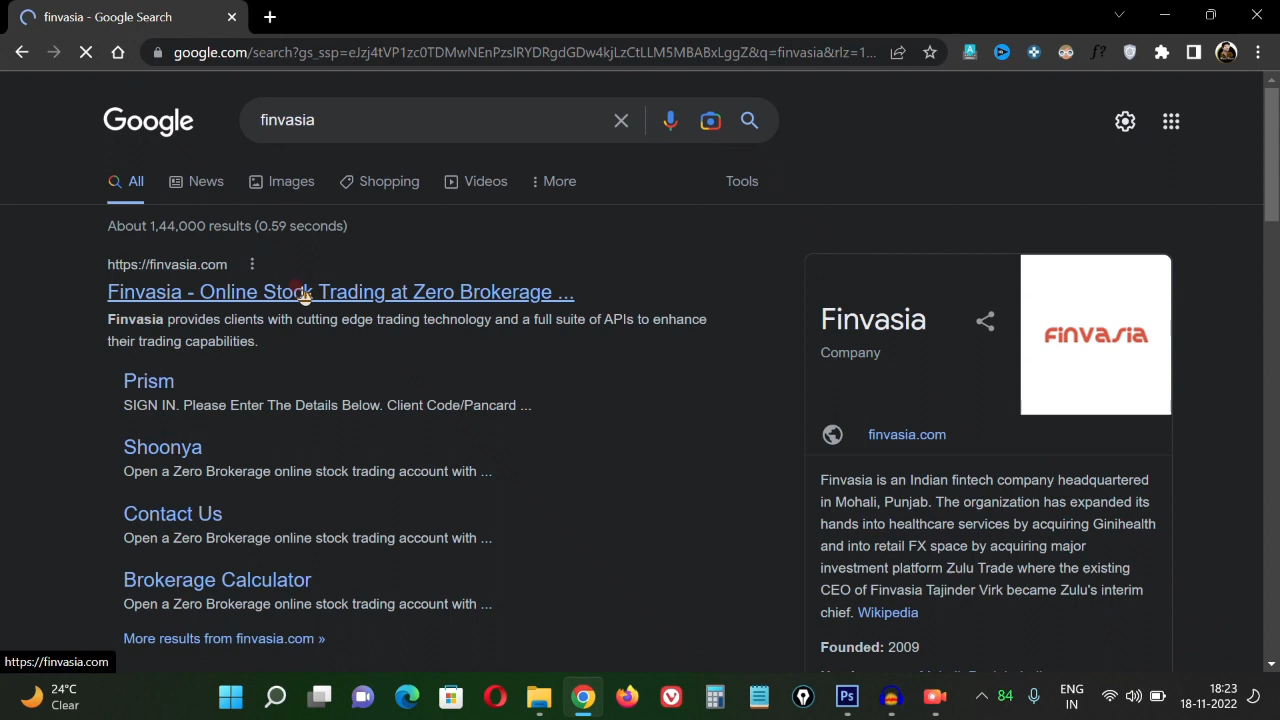 finvasia - Google Search
google.com/search?gs_ssp=eJzj4tVP1zc0TDMwNEnPzslRYDRgdGDw4kjLzCtLLM5MBABxLggZ&q=finvasia&rlz=1...
Google
finvasia
All
News
Images
Shopping
Videos
More
Tools
About 1,44,000 results (0.59 seconds)
https://finvasia.com
Finvasia - Online Stock Trading at Zero Brokerage ...
Finvasia provides clients with cutting edge trading technology and a full suite of APIs to enhance
their trading capabilities.
Prism
SIGN IN. Please Enter The Details Below. Client Code/Pancard ...
Shoonya
Open a Zero Brokerage online stock trading account with ...
Contact Us
Open a Zero Brokerage online stock trading account with ...
Brokerage Calculator
Open a Zero Brokerage online stock trading account with ...
More results from finvasia.com »
Finvasia
Company
finvasia
finvasia.com
Finvasia is an Indian fintech company headquartered
in Mohali, Punjab. The organization has expanded its
hands into healthcare services by acquiring Ginihealth
and into retail FX space by acquiring major
investment platform Zulu Trade where the existing
CEO of Finvasia Tajinder Virk became Zulu's interim
chief. Wikipedia
Founded: 2009
https://finvasia.com
24°C
Clear
Ps
84
ENG
IN
18:23
18-11-2022